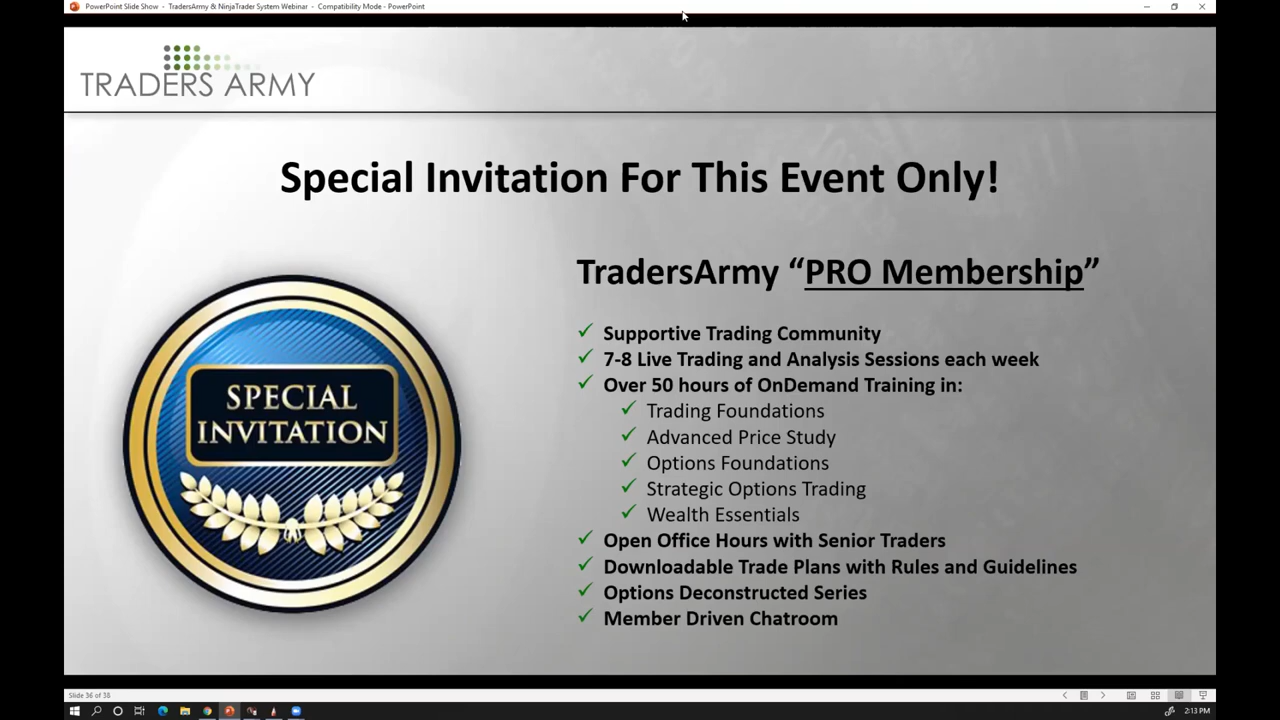 PowerPoint Slide Show - TradersArmy & NinjaTrader System Webinar - Compatibility Mode - PowerPoint
TRADERS ARMY
Special Invitation For This Event Only!
TradersArmy “PRO Membership”
SPECIAL
INVITATION
✓ Supportive Trading Community
✓ 7-8 Live Trading and Analysis Sessions each week
✓ Over 50 hours of OnDemand Training in:
✓ Trading Foundations
✓ Advanced Price Study
✓ Options Foundations
✓ Strategic Options Trading
✓ Wealth Essentials
✓ Open Office Hours with Senior Traders
✓ Downloadable Trade Plans with Rules and Guidelines
✓ Options Deconstructed Series
✓ Member Driven Chatroom
Slide 36 of 38
2:13 PM